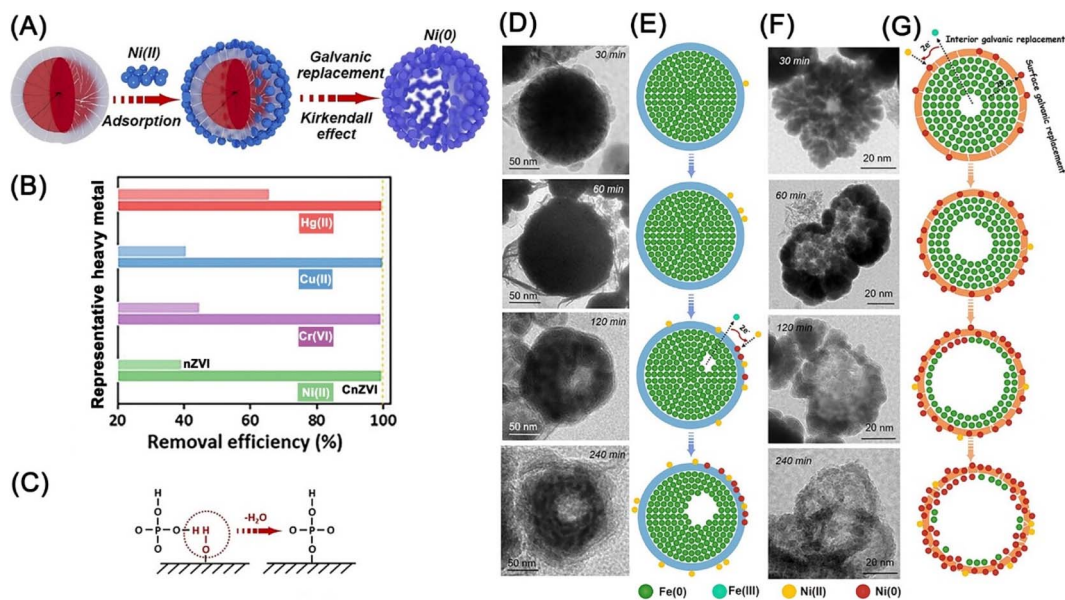 (A)
Ni(II)
Adsorption
Galvanic
replacement
Kirkendall
effect
Ni(0)
(B)
Representative heavy metal
Hg(II)
Cu(II)
Cr(VI)
nZVI
Ni(II)
CnZVI
20
40
60
80
100
Removal efficiency (%)
(C)
H
O
O-P-O-H
O
H
O
-H₂O
H
O
O-P-O
O
(D)
30 min
50 nm
60 min
50 nm
120 min
50 nm
240 min
50 nm
(E)
2e⁻
(F)
30 min
20 nm
60 min
20 nm
120 min
20 nm
240 min
20 nm
(G)
2e⁻
Interior galvanic replacement
Surface galvanic replacement
Fe(0)
Fe(III)
Ni(II)
Ni(0)